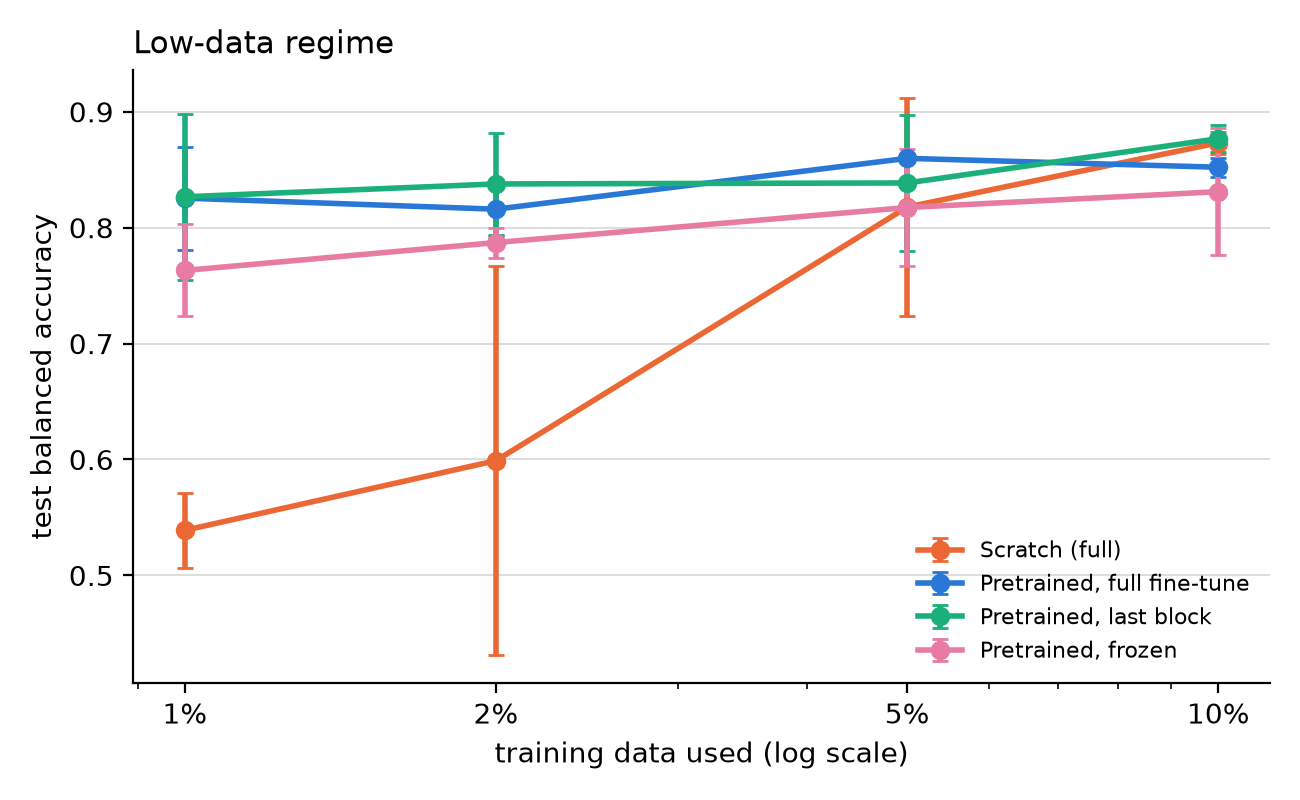 Low-data regime
0.9
0.8
0.7
0.6
0.5
test balanced accuracy
Scratch (full)
Pretrained, full fine-tune
Pretrained, last block
Pretrained, frozen
1% 2% 5% 10%
training data used (log scale)